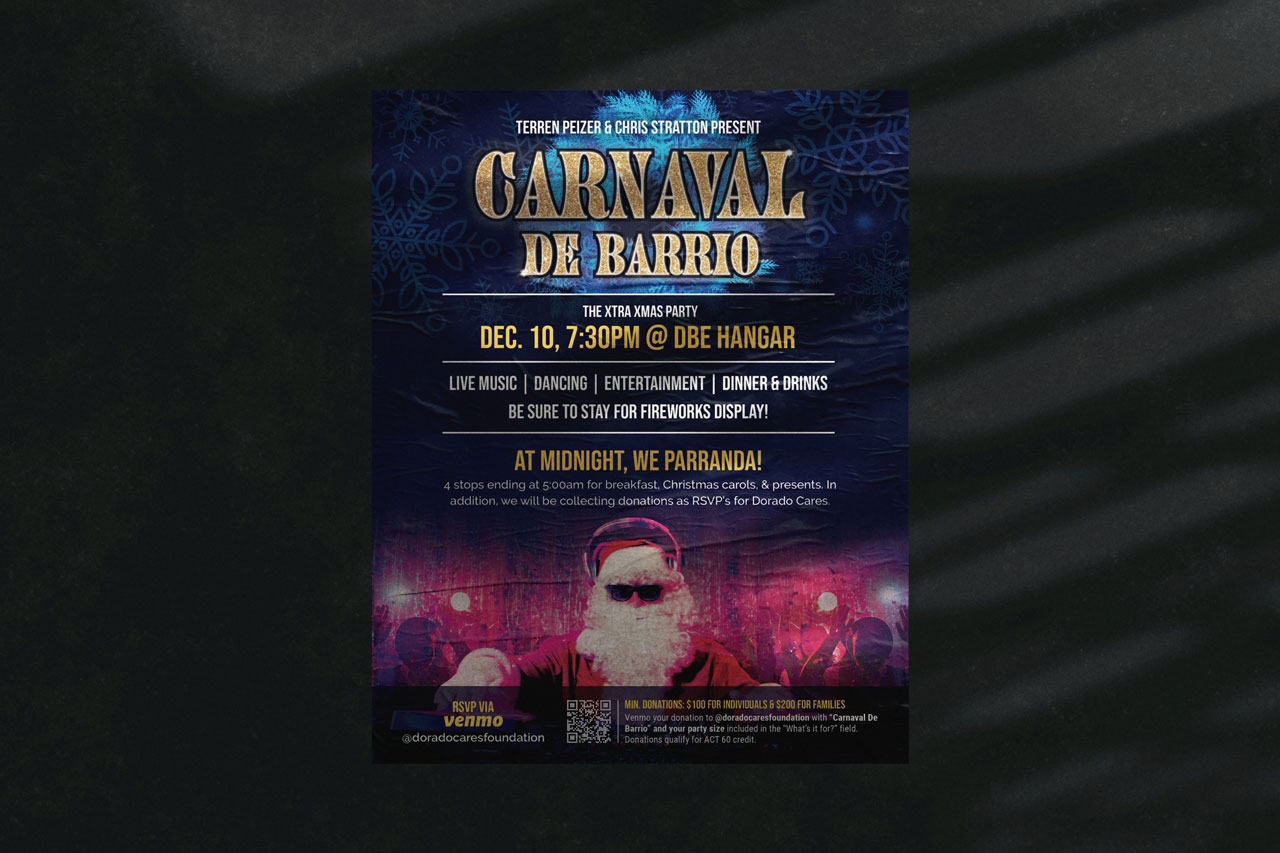 TERREN PEIZER & CHRIS STRATTON PRESENT
CARNAVAL
DE BARRIO
THE XTRA XMAS PARTY
DEC. 10, 7:30PM @ DBE HANGAR
LIVE MUSIC | DANCING | ENTERTAINMENT | DINNER & DRINKS
BE SURE TO STAY FOR FIREWORKS DISPLAY!
AT MIDNIGHT, WE PARRANDA!
4 stops ending at 5:00am for breakfast, Christmas carols, & presents. In
addition, we will be collecting donations as RSVP's for Dorado Cares.
RSVP VIA
venmo
@doradocaresfoundation
MIN. DONATIONS: $100 FOR INDIVIDUALS & $200 FOR FAMILIES
Venmo your donation to @doradocaresfoundation with "Carnaval De
Barrio" and your party size included in the "What's it for?" field.
Donations qualify for ACT 60 credit.